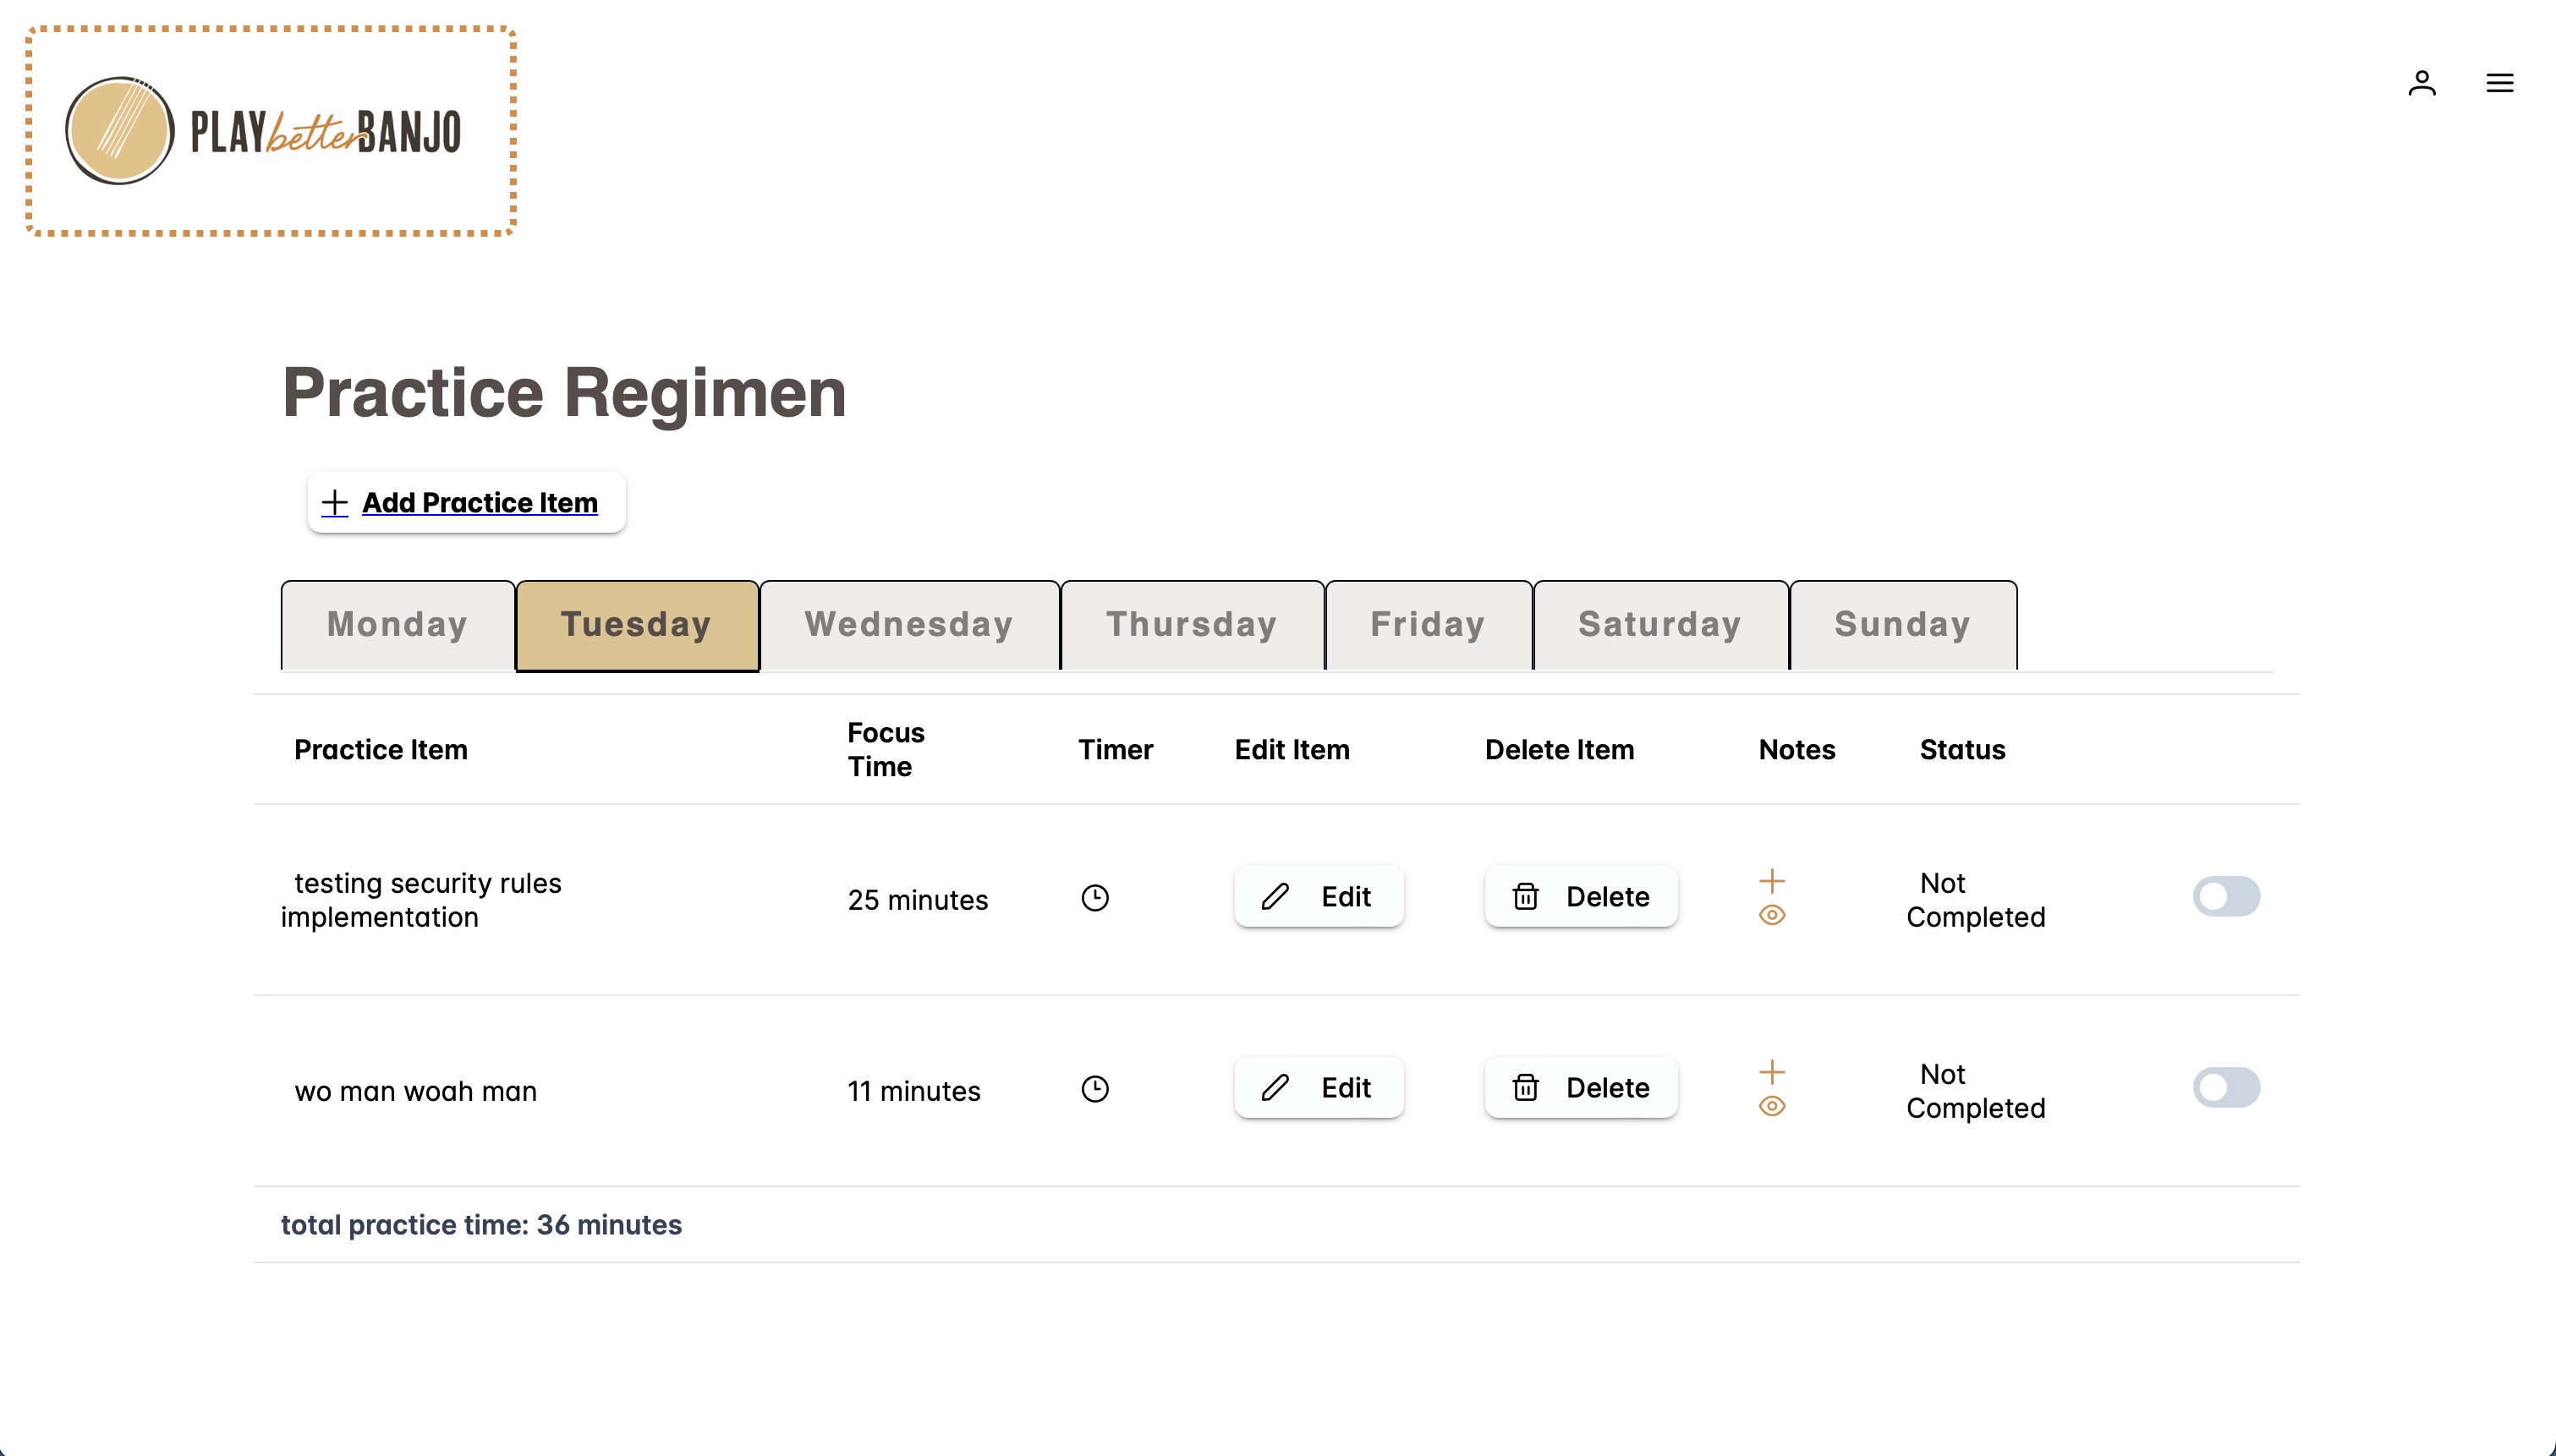 PLAY better BANJO
Practice Regimen
Add Practice Item
Monday Tuesday Wednesday Thursday Friday Saturday Sunday
Practice Item Focus Time Timer Edit Item Delete Item Notes Status
testing security rules
implementation
25 minutes Edit Delete Not
Completed
wo man woah man 11 minutes Edit Delete Not
Completed
total practice time: 36 minutes